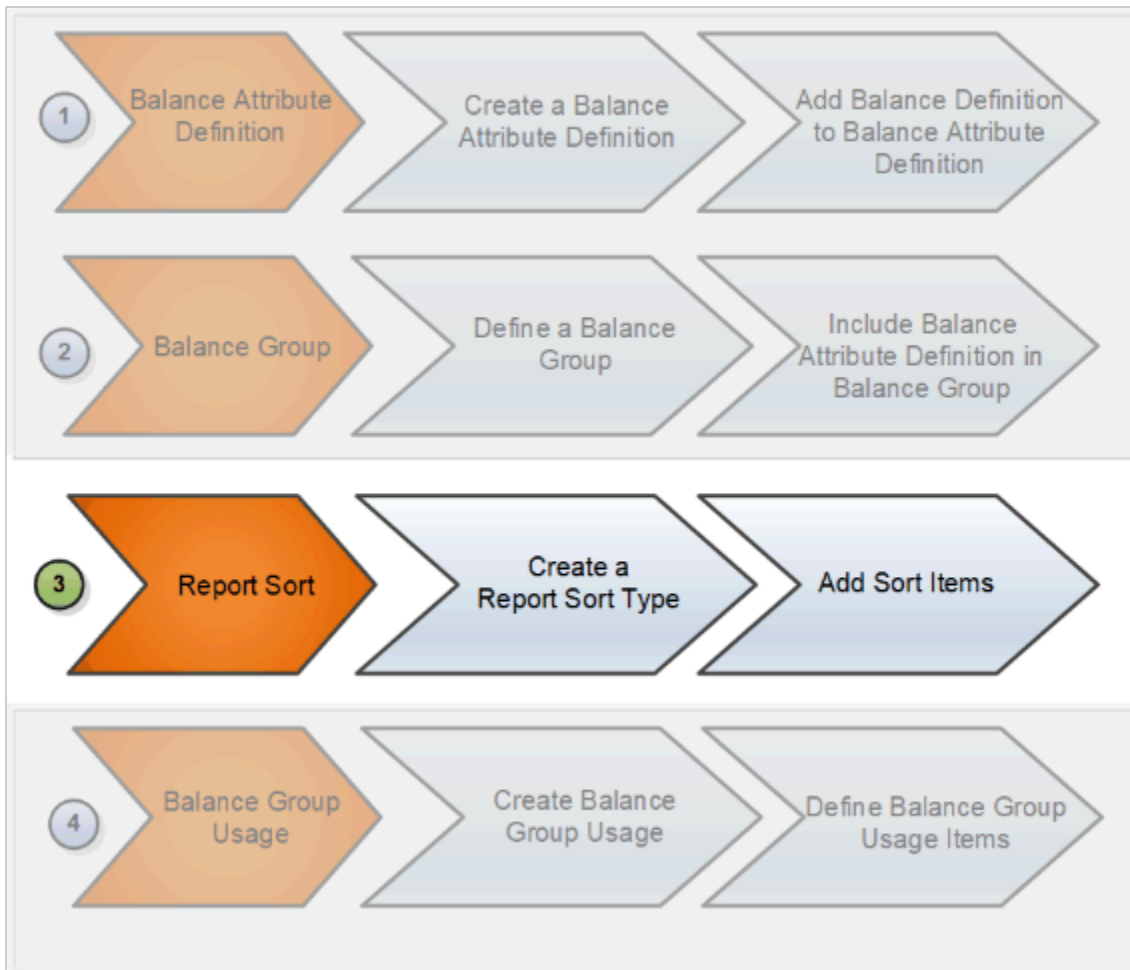 1
Balance Attribute
Definition
Create a Balance
Attribute Definition
Add Balance Definition
to Balance Attribute
Definition
2
Balance Group
Define a Balance
Group
Include Balance
Attribute Definition in
Balance Group
3
Report Sort
Create a
Report Sort Type
Add Sort Items
4
Balance Group
Usage
Create Balance
Group Usage
Define Balance Group
Usage Items